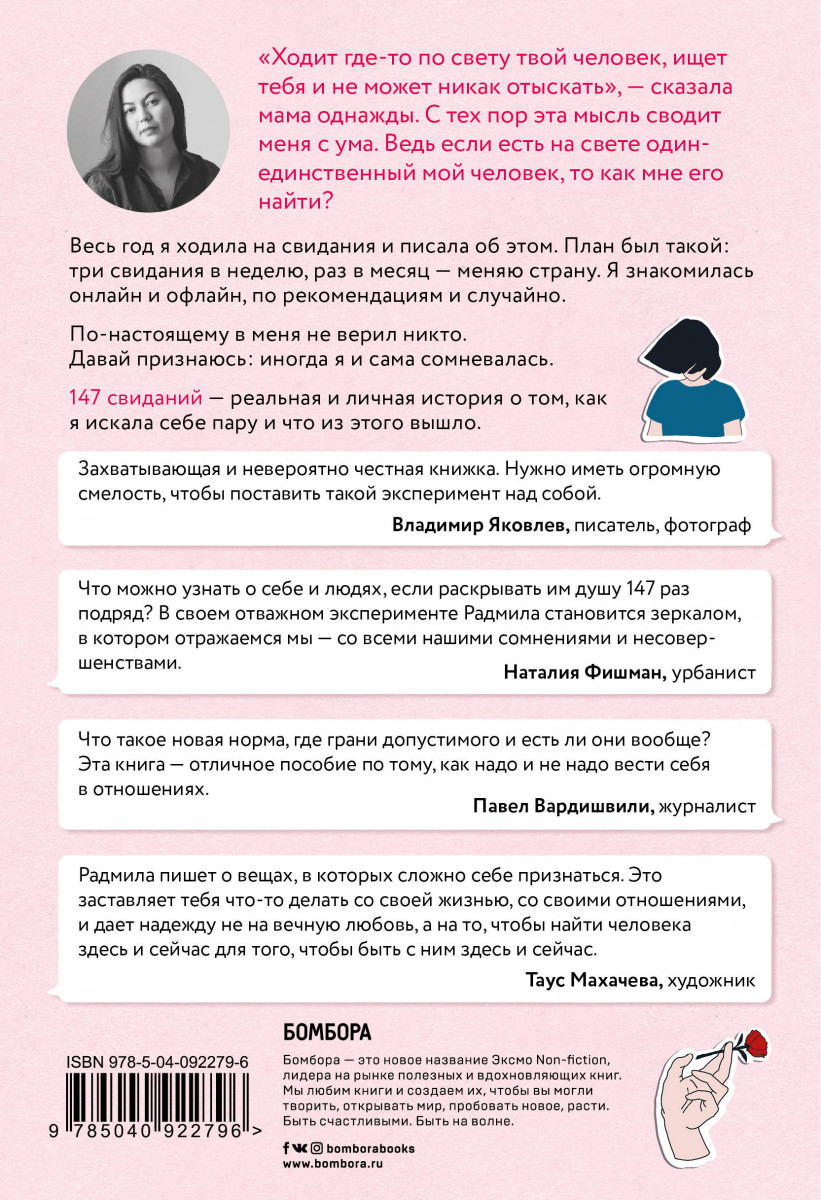 «Ходит где-то по свету твой человек, ищет
тебя и не может никак отыскать», — сказала
мама однажды. С тех пор эта мысль сводит
меня с ума. Ведь если есть на свете один-
единственный мой человек, то как мне его
найти?
Весь год я ходила на свидания и писала об этом. План был такой:
три свидания в неделю, раз в месяц — меняю страну. Я знакомилась
онлайн и офлайн, по рекомендациям и случайно.
По-настоящему в меня не верил никто.
Давай признаюсь: иногда я и сама сомневалась.
147 свиданий — реальная и личная история о том, как
я искала себе пару и что из этого вышло.
Захватывающая и невероятно честная книжка. Нужно иметь огромную
смелость, чтобы поставить такой эксперимент над собой.
Владимир Яковлев, писатель, фотограф
Что можно узнать о себе и людях, если раскрывать им душу 147 раз
подряд? В своем отважном эксперименте Радмила становится зеркалом,
в котором отражаемся мы — со всеми нашими сомнениями и несовер-
шенствами.
Наталия Фишман, урбанист
Что такое новая норма, где грани допустимого и есть ли они вообще?
Эта книга — отличное пособие по тому, как надо и не надо вести себя
в отношениях.
Павел Вардишвили, журналист
Радмила пишет о вещах, в которых сложно себе признаться. Это
заставляет тебя что-то делать со своей жизнью, со своими отношениями,
и дает надежду не на вечную любовь, а на то, чтобы найти человека
здесь и сейчас для того, чтобы быть с ним здесь и сейчас.
Таус Махачева, художник
ISBN 978-5-04-092279-6
9 785040 922796 >
БОМБОРА
Бомбора — это новое название Эксмо Non-fiction,
лидера на рынке полезных и вдохновляющих книг.
Мы любим книги и создаем их, чтобы вы могли
творить, открывать мир, пробовать новое, расти.
Быть счастливыми. Быть на волне.
bomborabooks
www.bombora.ru